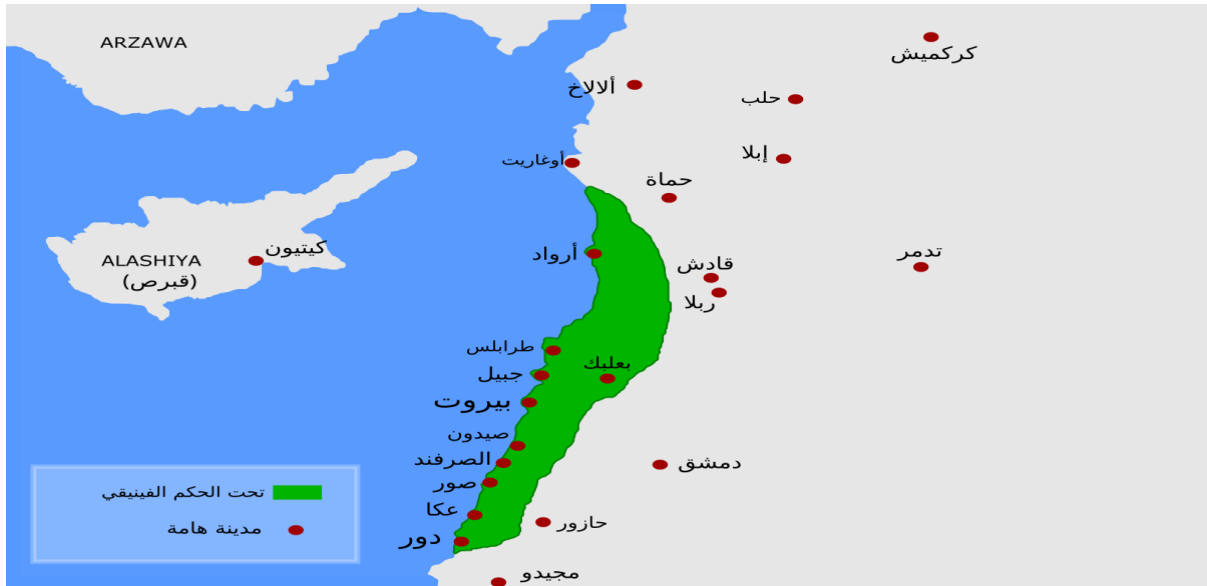 ARZAWA
كركميش
ألالاخ
حلب
أوغاريت
إبلا
حماة
ALASHIYA
(قبرص)
كيتيون
أرواد
قادش
تدمر
ربلا
طرابلس
جبيل
بعلبك
بيروت
صيدون
الصرفند
دمشق
صور
عكا
حازور
دور
مجيدو
تحت الحكم الفينيقي
مدينة هامة